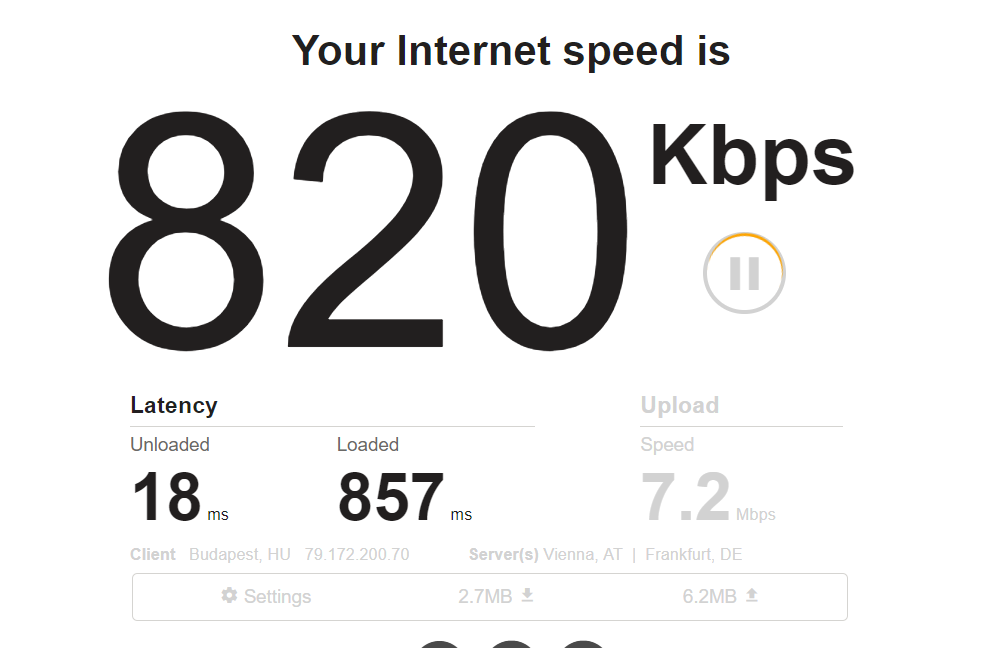 Your Internet speed is
820 Kbps
Latency
Upload
Unloaded Loaded
Speed
18 ms 857 ms
7.2 Mbps
Client Budapest, HU 79.172.200.70 Server(s) Vienna, AT | Frankfurt, DE
Settings 2.7MB 6.2MB